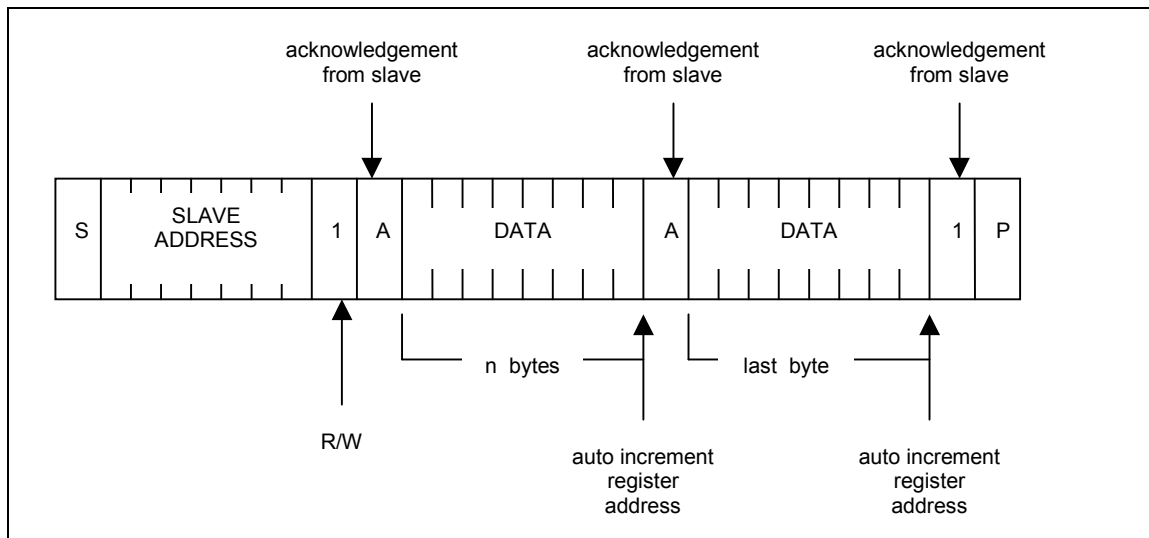 acknowledgement
from slave
acknowledgement
from slave
acknowledgement
from slave
S
SLAVE
ADDRESS
1
A
DATA
A
DATA
1
P
n bytes
last byte
R/W
auto increment
register
address
auto increment
register
address